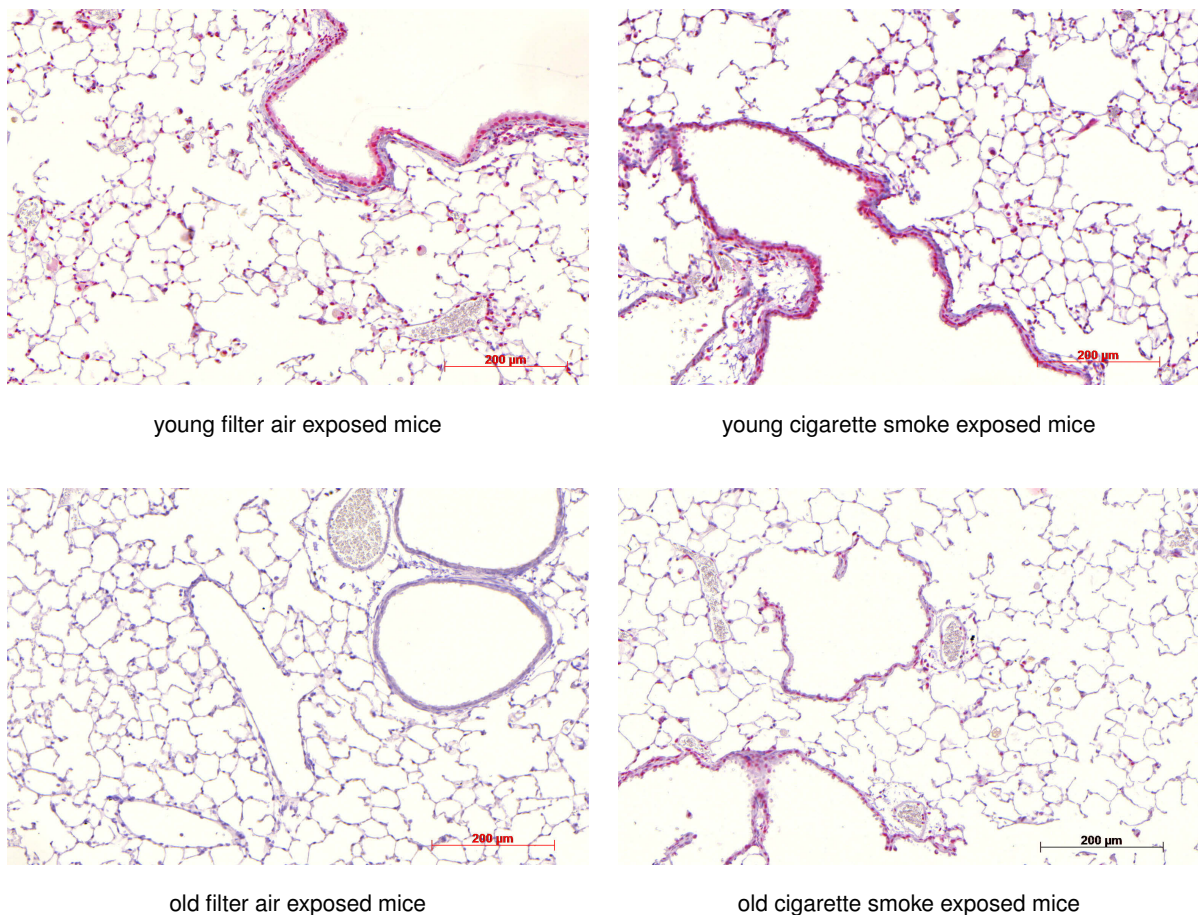 200 µm
200 µm
young filter air exposed mice
young cigarette smoke exposed mice
200 µm
200 µm
old filter air exposed mice
old cigarette smoke exposed mice